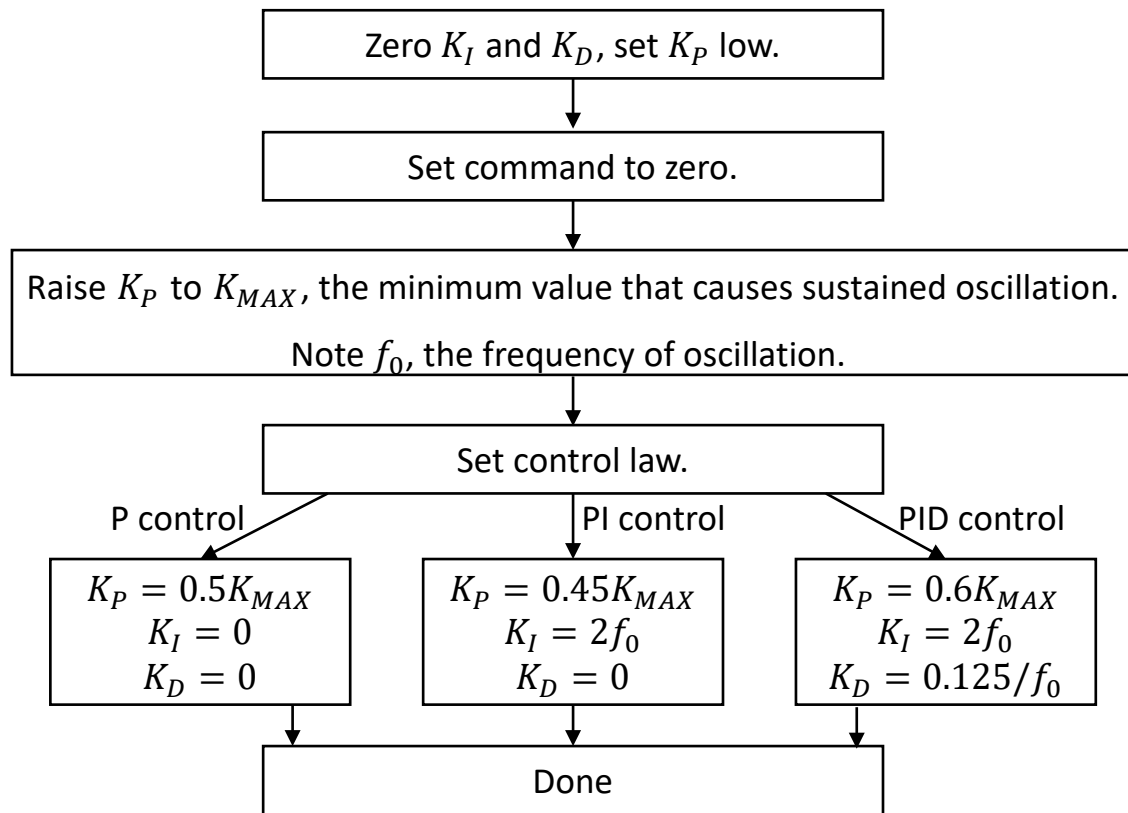 Zero K_I and K_D, set K_P low.
Set command to zero.
Raise K_P to K_MAX, the minimum value that causes sustained oscillation.
Note f_0, the frequency of oscillation.
Set control law.
P control
PI control
PID control
K_P = 0.5K_MAX
K_I = 0
K_D = 0
K_P = 0.45K_MAX
K_I = 2f_0
K_D = 0
K_P = 0.6K_MAX
K_I = 2f_0
K_D = 0.125/f_0
Done